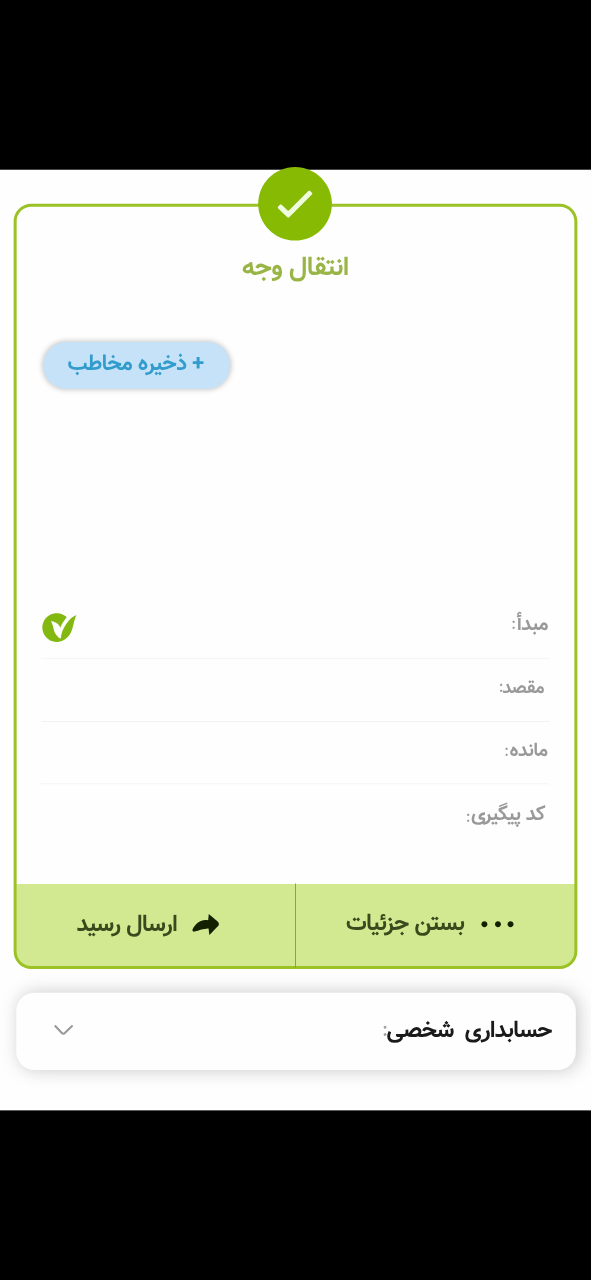 انتقال وجه
+ ذخیره مخاطب
مبدأ:
مقصد:
مانده:
کد پیگیری:
بستن جزئیات
ارسال رسید
حسابداری شخصی: